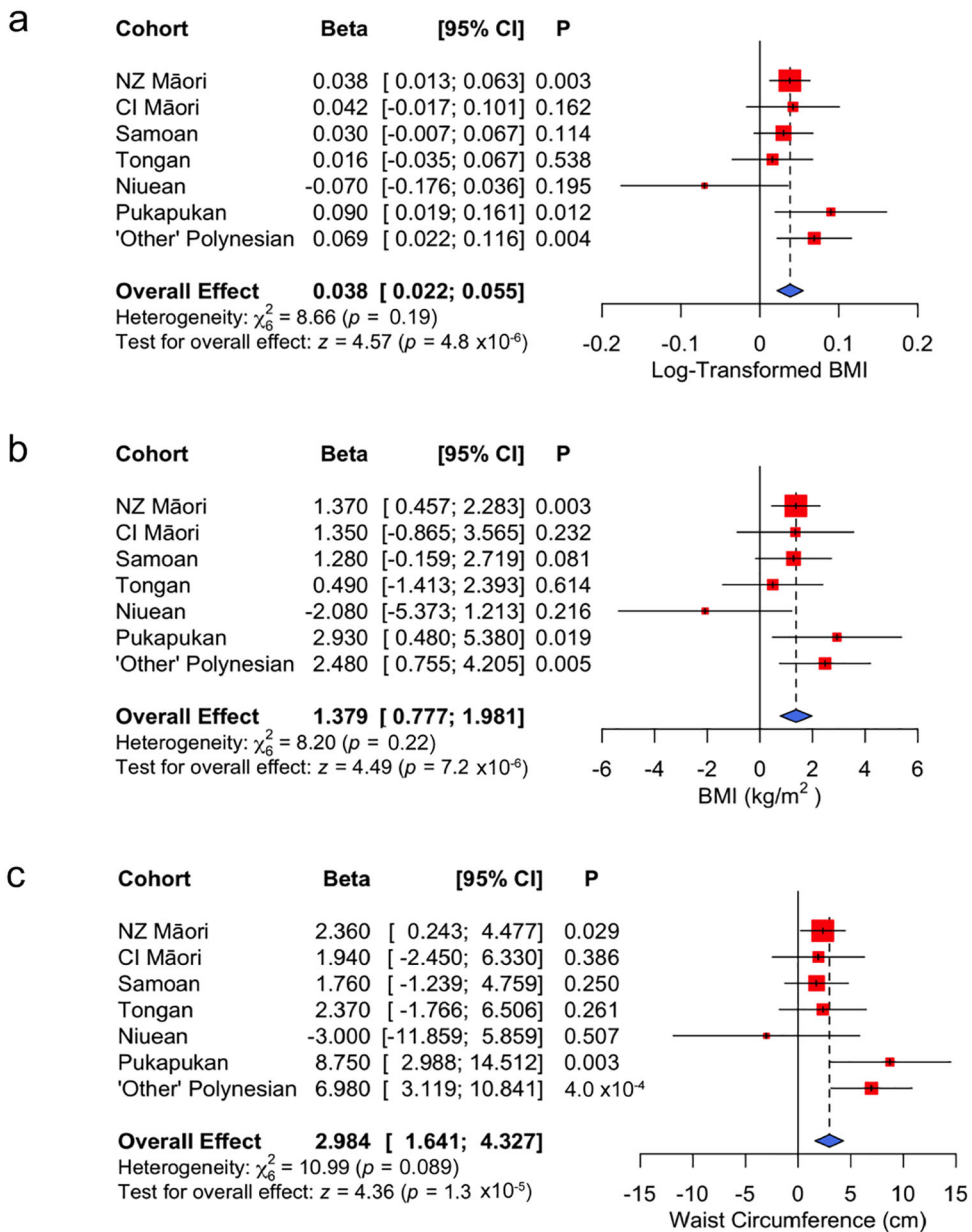 a
Cohort Beta [95% CI] P
NZ Māori 0.038 [ 0.013; 0.063] 0.003
CI Māori 0.042 [-0.017; 0.101] 0.162
Samoan 0.030 [-0.007; 0.067] 0.114
Tongan 0.016 [-0.035; 0.067] 0.538
Niuean -0.070 [-0.176; 0.036] 0.195
Pukapukan 0.090 [ 0.019; 0.161] 0.012
'Other' Polynesian 0.069 [ 0.022; 0.116] 0.004
Overall Effect 0.038 [ 0.022; 0.055]
Heterogeneity: χ²₆ = 8.66 (p = 0.19)
Test for overall effect: z = 4.57 (p = 4.8 x10⁻⁶)
-0.2 -0.1 0 0.1 0.2
Log-Transformed BMI
b
Cohort Beta [95% CI] P
NZ Māori 1.370 [ 0.457; 2.283] 0.003
CI Māori 1.350 [-0.865; 3.565] 0.232
Samoan 1.280 [-0.159; 2.719] 0.081
Tongan 0.490 [-1.413; 2.393] 0.614
Niuean -2.080 [-5.373; 1.213] 0.216
Pukapukan 2.930 [ 0.480; 5.380] 0.019
'Other' Polynesian 2.480 [ 0.755; 4.205] 0.005
Overall Effect 1.379 [ 0.777; 1.981]
Heterogeneity: χ²₆ = 8.20 (p = 0.22)
Test for overall effect: z = 4.49 (p = 7.2 x10⁻⁶)
-6 -4 -2 0 2 4 6
BMI (kg/m² )
c
Cohort Beta [95% CI] P
NZ Māori 2.360 [ 0.243; 4.477] 0.029
CI Māori 1.940 [ -2.450; 6.330] 0.386
Samoan 1.760 [ -1.239; 4.759] 0.250
Tongan 2.370 [ -1.766; 6.506] 0.261
Niuean -3.000 [-11.859; 5.859] 0.507
Pukapukan 8.750 [ 2.988; 14.512] 0.003
'Other' Polynesian 6.980 [ 3.119; 10.841] 4.0 x10⁻⁴
Overall Effect 2.984 [ 1.641; 4.327]
Heterogeneity: χ²₆ = 10.99 (p = 0.089)
Test for overall effect: z = 4.36 (p = 1.3 x10⁻⁵)
-15 -10 -5 0 5 10 15
Waist Circumference (cm)